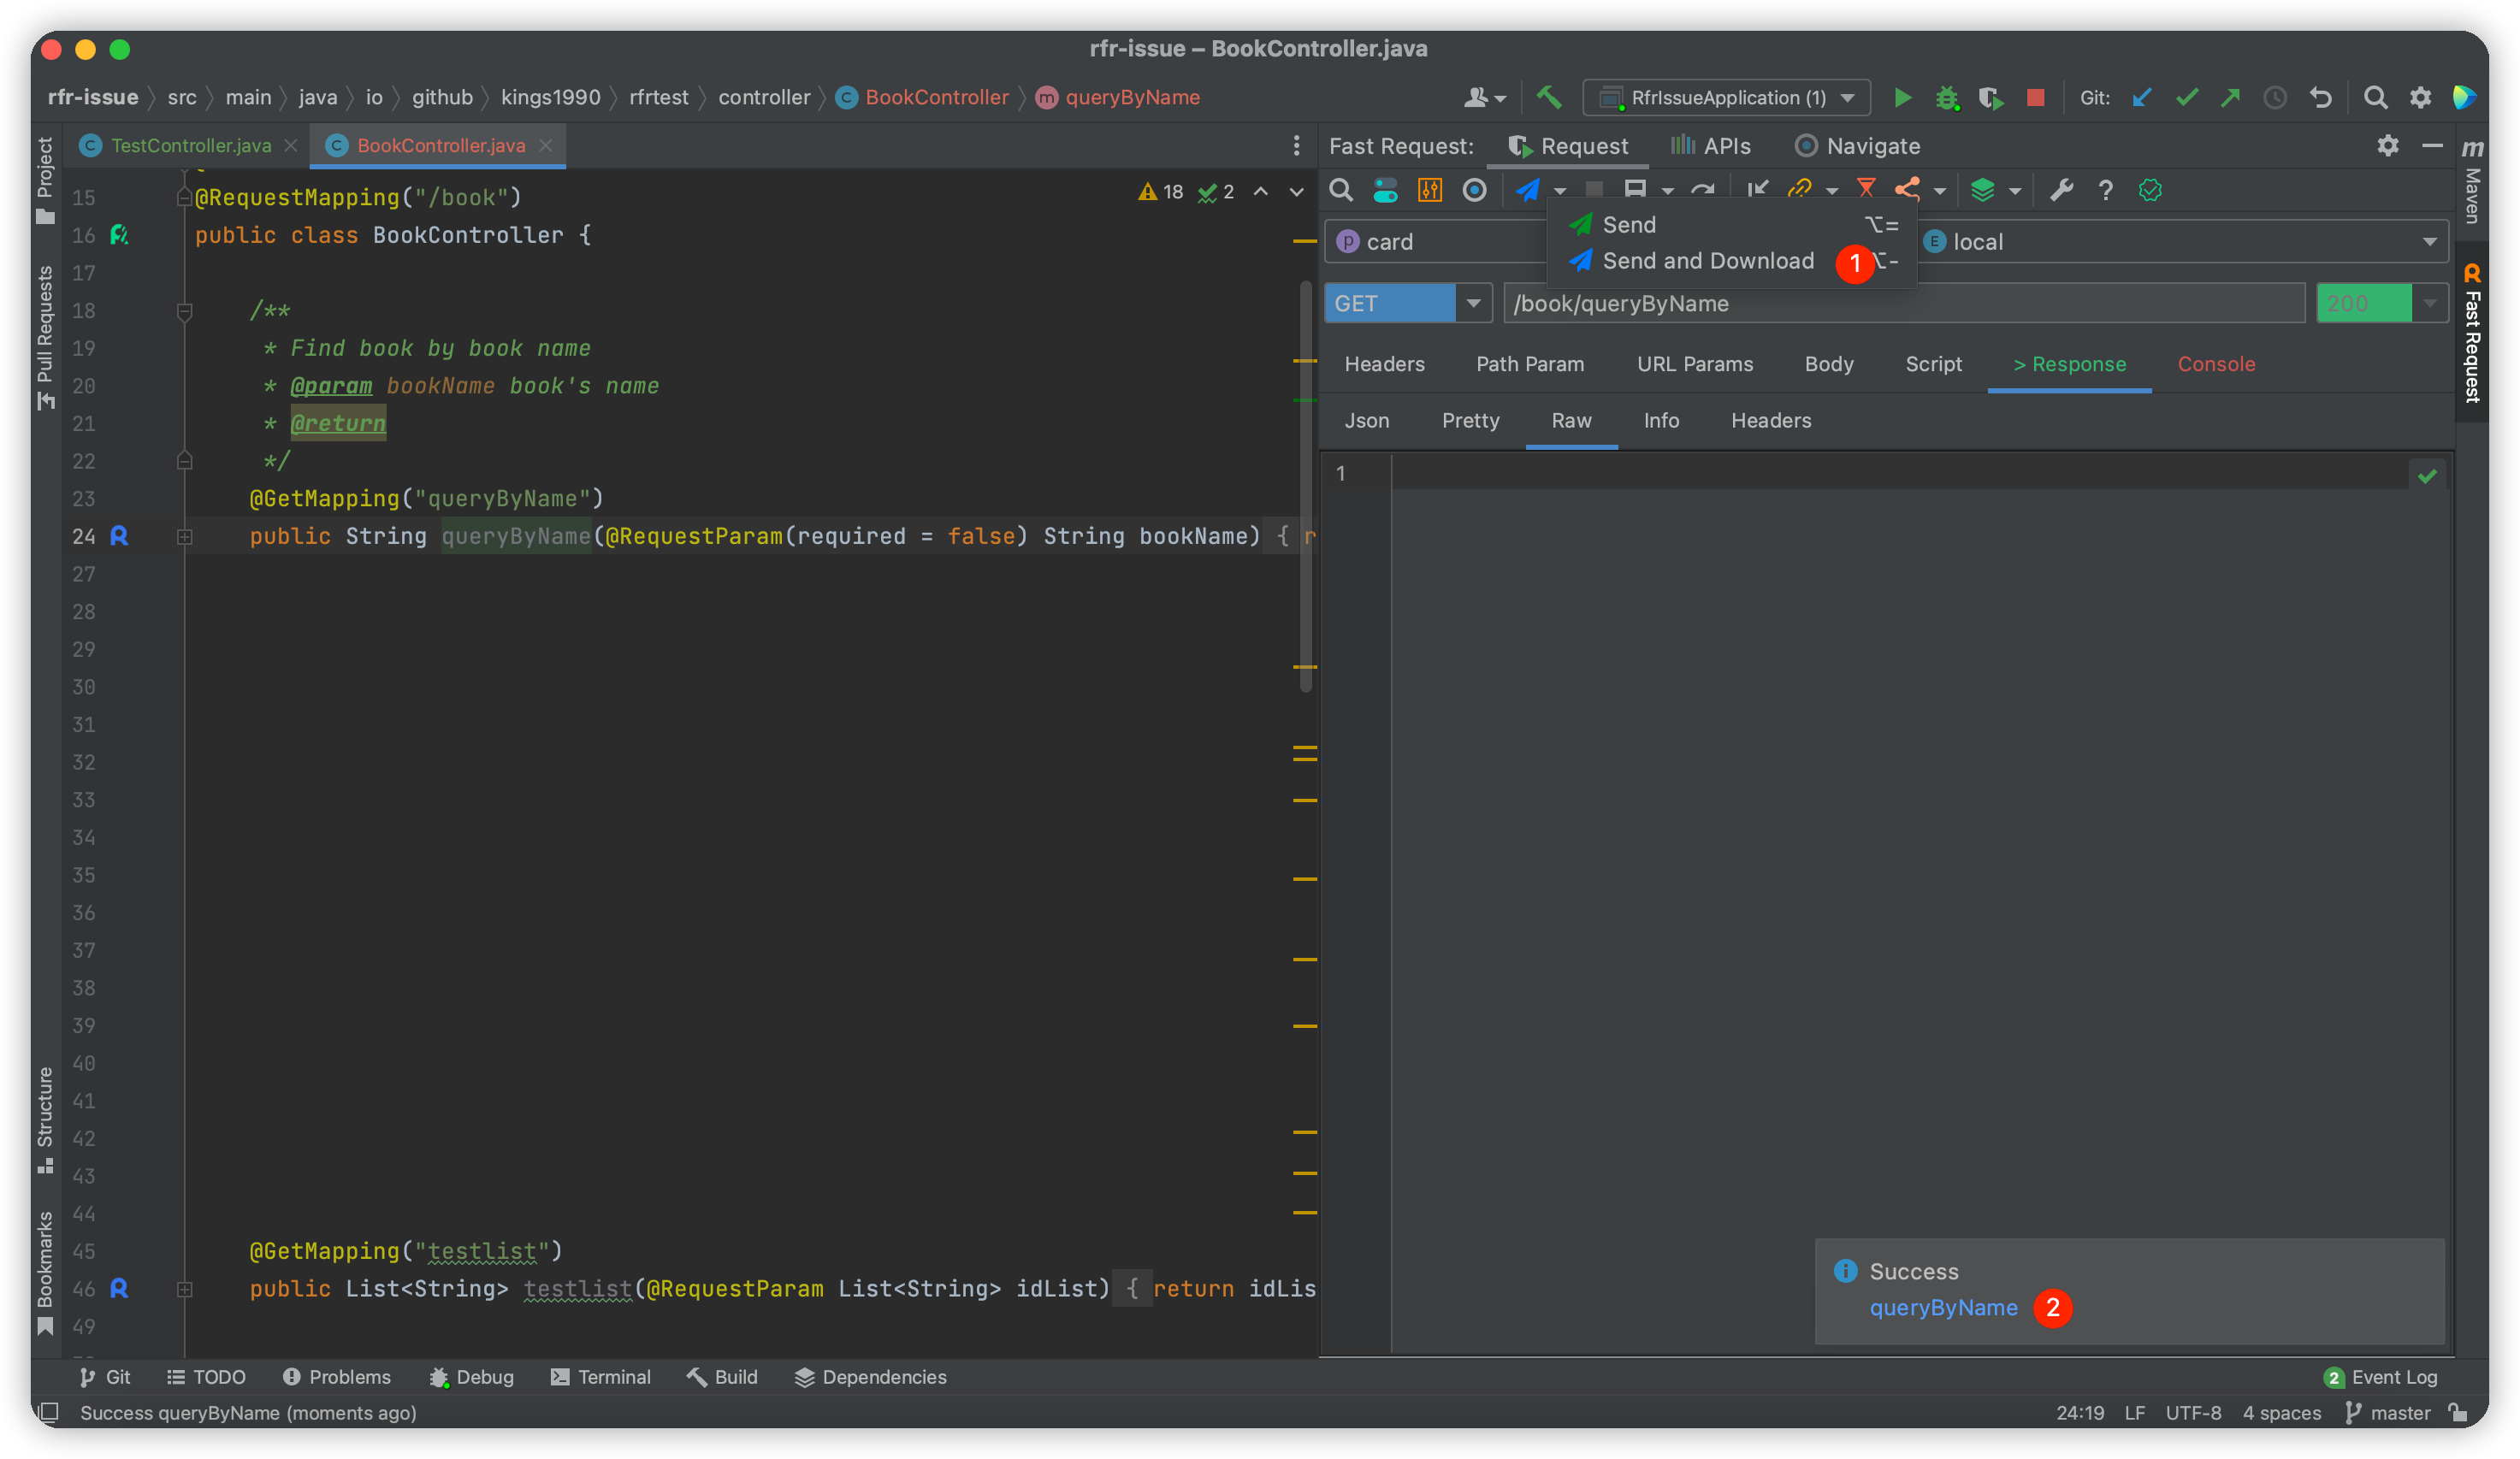 rfr-issue – BookController.java
rfr-issue src main java io github kings1990 rfrtest controller C BookController m queryByName
RfrIssueApplication (1)
Git:
Project
Pull Requests
Structure
Bookmarks
C TestController.java
C BookController.java
18 2
15 @RequestMapping("/book")
16 public class BookController {
17
18 /**
19 * Find book by book name
20 * @param bookName book's name
21 * @return
22 */
23 @GetMapping("queryByName")
24 public String queryByName(@RequestParam(required = false) String bookName) { r
27
28
29
30
31
32
33
34
35
36
37
38
39
40
41
42
43
44
45 @GetMapping("testlist")
46 public List<String> testlist(@RequestParam List<String> idList) { return idLis
49
Fast Request: Request APIs Navigate
p card
E local
Send ⌥=
Send and Download 1 ⌥-
GET /book/queryByName 200
Headers Path Param URL Params Body Script > Response Console
Json Pretty Raw Info Headers
1
Success
queryByName 2
m Maven
Fast Request
Git TODO Problems Debug Terminal Build Dependencies
2 Event Log
Success queryByName (moments ago)
24:19 LF UTF-8 4 spaces master